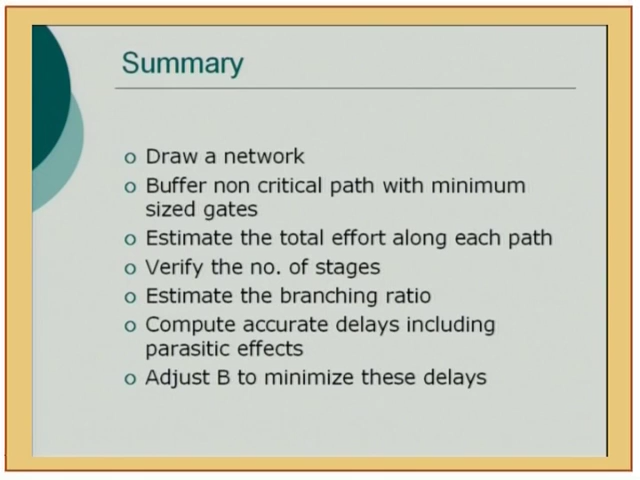 Summary
o Draw a network
o Buffer non critical path with minimum
sized gates
o Estimate the total effort along each path
o Verify the no. of stages
o Estimate the branching ratio
o Compute accurate delays including
parasitic effects
o Adjust B to minimize these delays